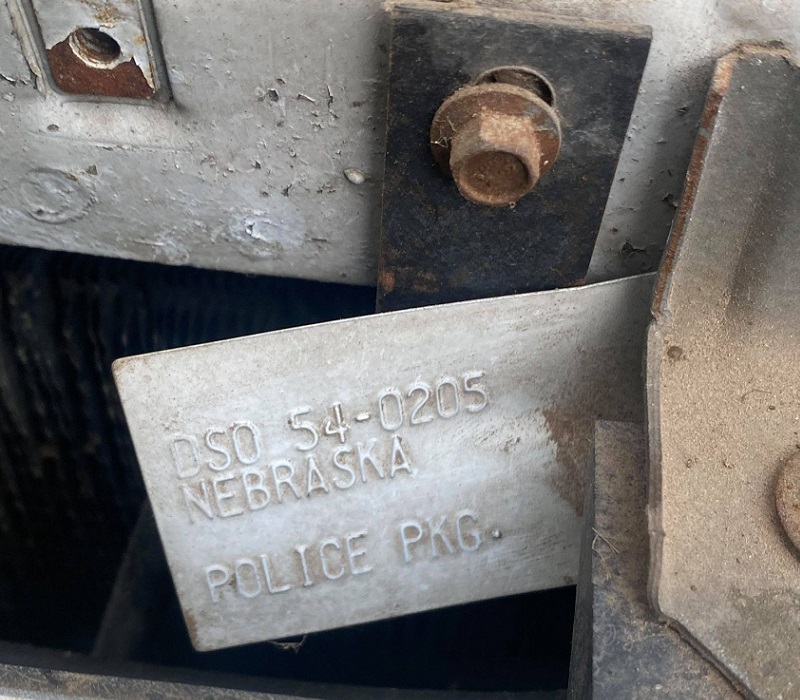 DSO 54-0205
NEBRASKA
POLICE PKG.